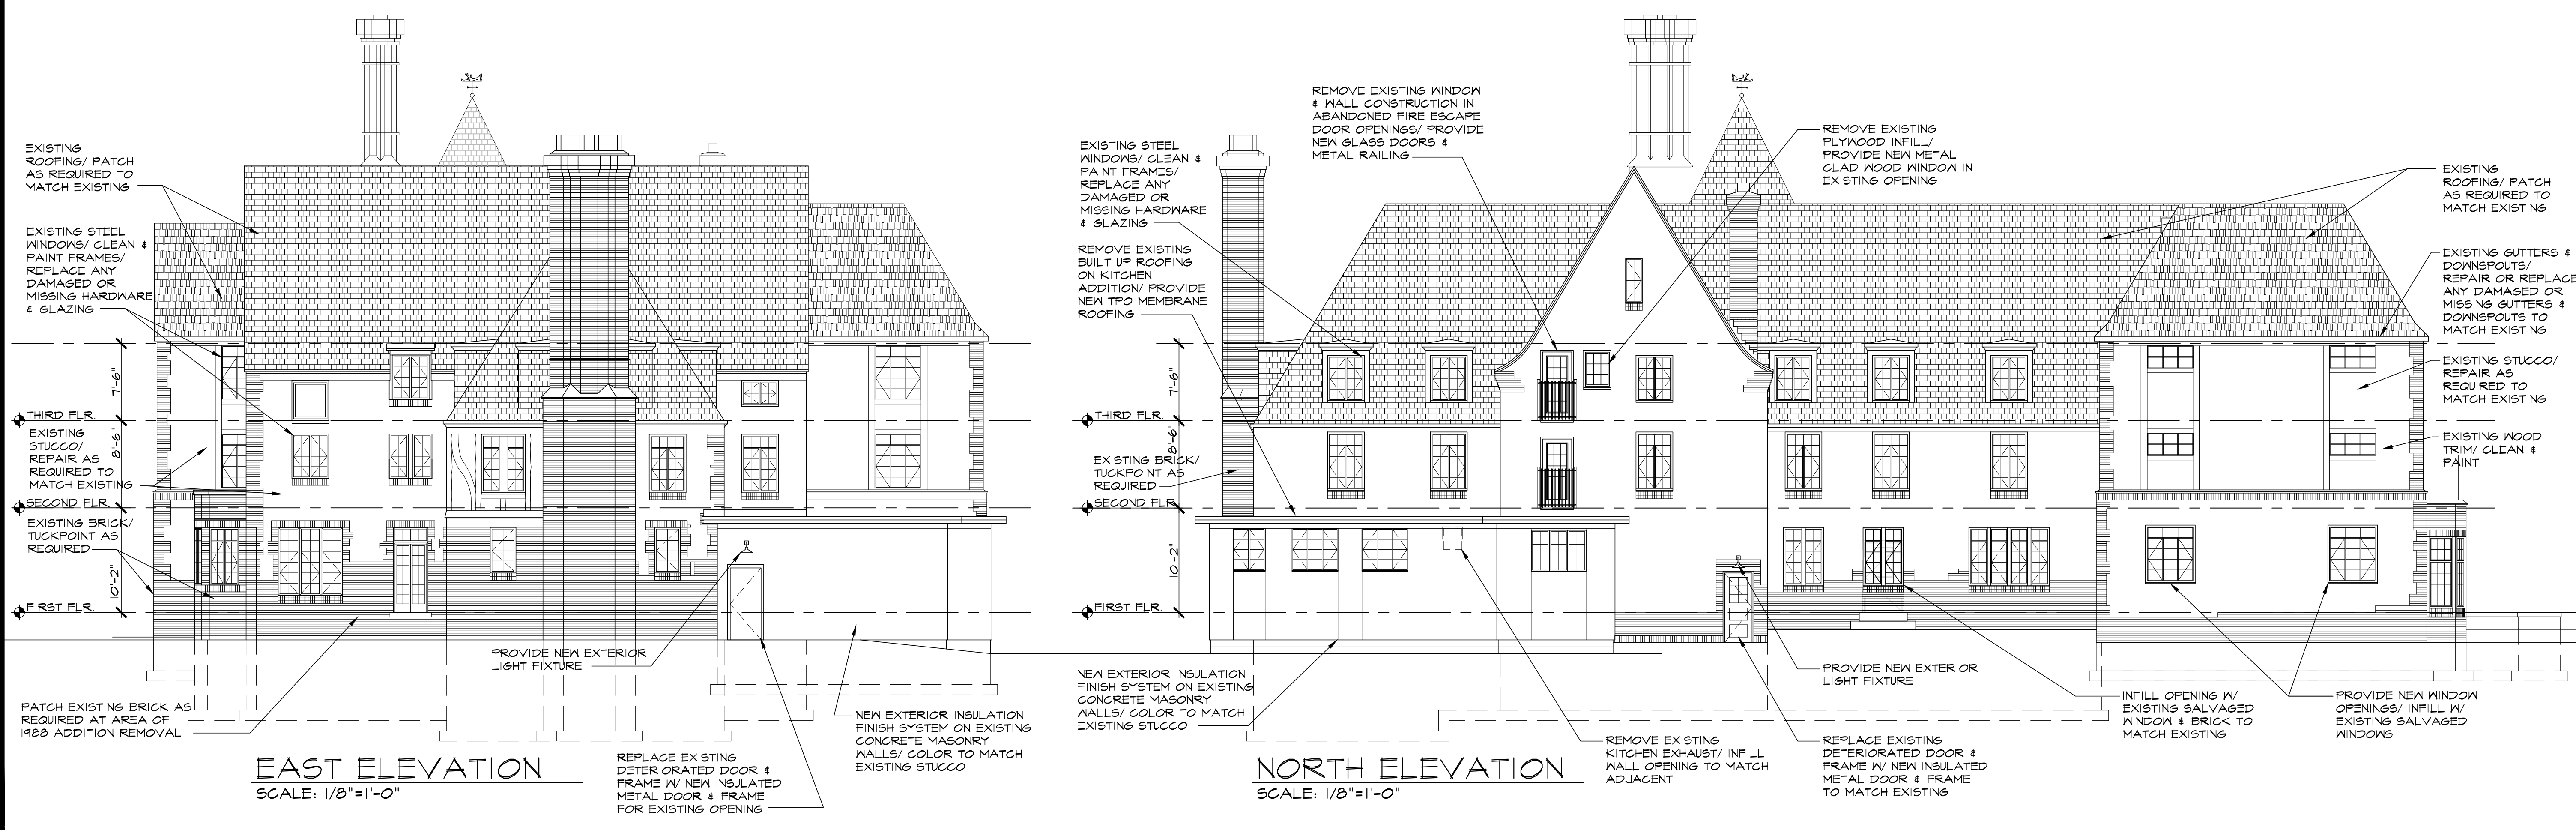 EXISTING
ROOFING/ PATCH
AS REQUIRED TO
MATCH EXISTING
EXISTING STEEL
WINDOWS/ CLEAN &
PAINT FRAMES/
REPLACE ANY
DAMAGED OR
MISSING HARDWARE
& GLAZING
7'-6"
THIRD FLR.
EXISTING
STUCCO/
REPAIR AS
REQUIRED TO
MATCH EXISTING
8'-6"
SECOND FLR.
EXISTING BRICK/
TUCKPOINT AS
REQUIRED
10'-2"
FIRST FLR.
PATCH EXISTING BRICK AS
REQUIRED AT AREA OF
1988 ADDITION REMOVAL
PROVIDE NEW EXTERIOR
LIGHT FIXTURE
REPLACE EXISTING
DETERIORATED DOOR &
FRAME W/ NEW INSULATED
METAL DOOR & FRAME
FOR EXISTING OPENING
NEW EXTERIOR INSULATION
FINISH SYSTEM ON EXISTING
CONCRETE MASONRY
WALLS/ COLOR TO MATCH
EXISTING STUCCO
EAST ELEVATION
SCALE: 1/8"=1'-0"
REMOVE EXISTING WINDOW
& WALL CONSTRUCTION IN
ABANDONED FIRE ESCAPE
DOOR OPENINGS/ PROVIDE
NEW GLASS DOORS &
METAL RAILING
EXISTING STEEL
WINDOWS/ CLEAN &
PAINT FRAMES/
REPLACE ANY
DAMAGED OR
MISSING HARDWARE
& GLAZING
REMOVE EXISTING
BUILT UP ROOFING
ON KITCHEN
ADDITION/ PROVIDE
NEW TPO MEMBRANE
ROOFING
7'-6"
THIRD FLR.
8'-6"
EXISTING BRICK/
TUCKPOINT AS
REQUIRED
SECOND FLR.
10'-2"
FIRST FLR.
NEW EXTERIOR INSULATION
FINISH SYSTEM ON EXISTING
CONCRETE MASONRY
WALLS/ COLOR TO MATCH
EXISTING STUCCO
REMOVE EXISTING
PLYWOOD INFILL/
PROVIDE NEW METAL
CLAD WOOD WINDOW IN
EXISTING OPENING
EXISTING
ROOFING/ PATCH
AS REQUIRED TO
MATCH EXISTING
EXISTING GUTTERS &
DOWNSPOUTS/
REPAIR OR REPLACE
ANY DAMAGED OR
MISSING GUTTERS &
DOWNSPOUTS TO
MATCH EXISTING
EXISTING STUCCO/
REPAIR AS
REQUIRED TO
MATCH EXISTING
EXISTING WOOD
TRIM/ CLEAN &
PAINT
REMOVE EXISTING
KITCHEN EXHAUST/ INFILL
WALL OPENING TO MATCH
ADJACENT
PROVIDE NEW EXTERIOR
LIGHT FIXTURE
REPLACE EXISTING
DETERIORATED DOOR &
FRAME W/ NEW INSULATED
METAL DOOR & FRAME
TO MATCH EXISTING
INFILL OPENING W/
EXISTING SALVAGED
WINDOW & BRICK TO
MATCH EXISTING
PROVIDE NEW WINDOW
OPENINGS/ INFILL W/
EXISTING SALVAGED
WINDOWS
NORTH ELEVATION
SCALE: 1/8"=1'-0"